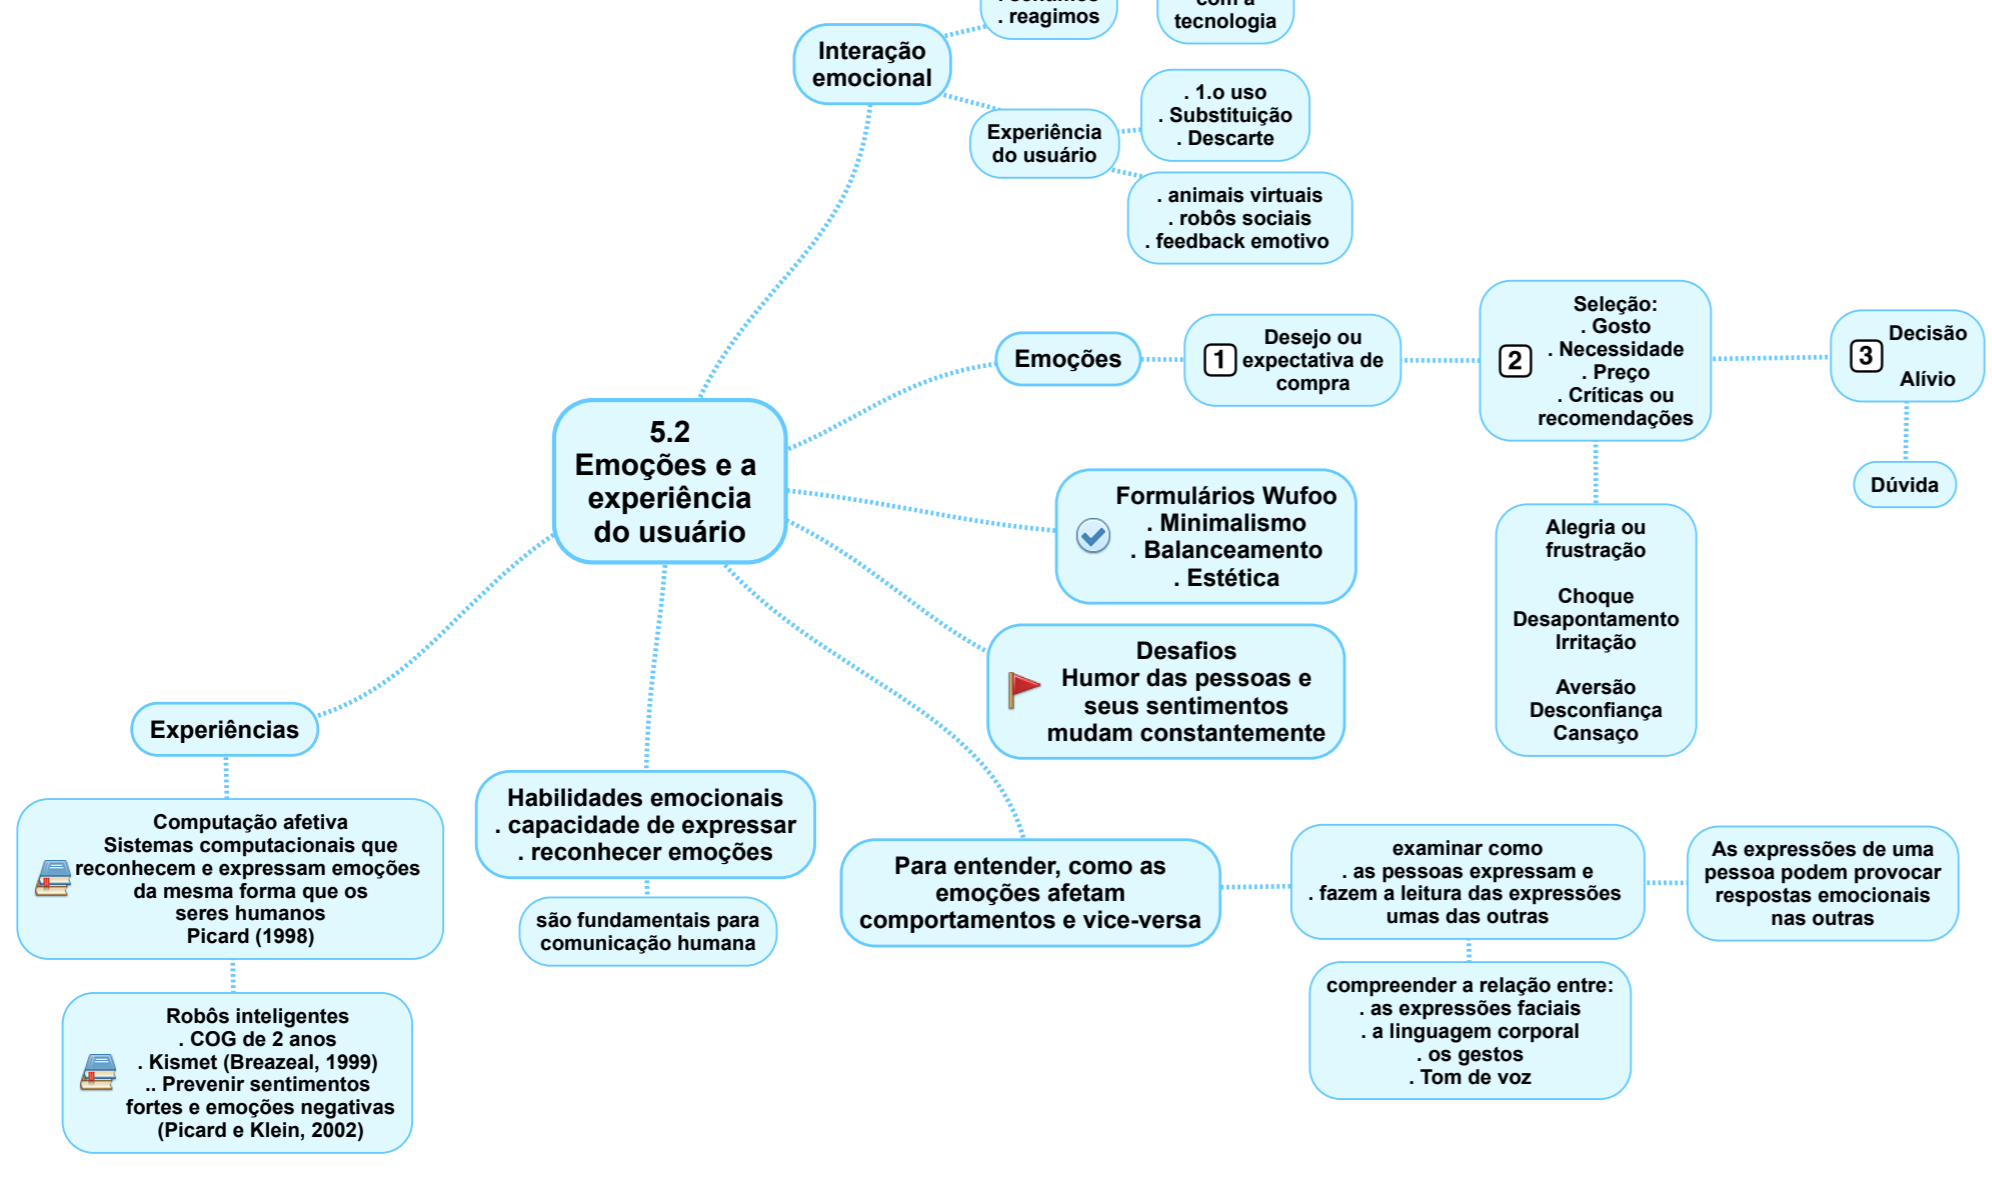 . reagimos
tecnologia
Interação
emocional
. 1.o uso
. Substituição
. Descarte
Experiência
do usuário
. animais virtuais
. robôs sociais
. feedback emotivo
Emoções
1
Desejo ou
expectativa de
compra
2
Seleção:
. Gosto
. Necessidade
. Preço
. Críticas ou
recomendações
3
Decisão
Alívio
Dúvida
Alegria ou
frustração
Choque
Desapontamento
Irritação
Aversão
Desconfiança
Cansaço
5.2
Emoções e a
experiência
do usuário
Formulários Wufoo
. Minimalismo
. Balanceamento
. Estética
Desafios
Humor das pessoas e
seus sentimentos
mudam constantemente
Experiências
Computação afetiva
Sistemas computacionais que
reconhecem e expressam emoções
da mesma forma que os
seres humanos
Picard (1998)
Robôs inteligentes
. COG de 2 anos
. Kismet (Breazeal, 1999)
.. Prevenir sentimentos
fortes e emoções negativas
(Picard e Klein, 2002)
Habilidades emocionais
. capacidade de expressar
. reconhecer emoções
são fundamentais para
comunicação humana
Para entender, como as
emoções afetam
comportamentos e vice-versa
examinar como
. as pessoas expressam e
. fazem a leitura das expressões
umas das outras
As expressões de uma
pessoa podem provocar
respostas emocionais
nas outras
compreender a relação entre:
. as expressões faciais
. a linguagem corporal
. os gestos
. Tom de voz